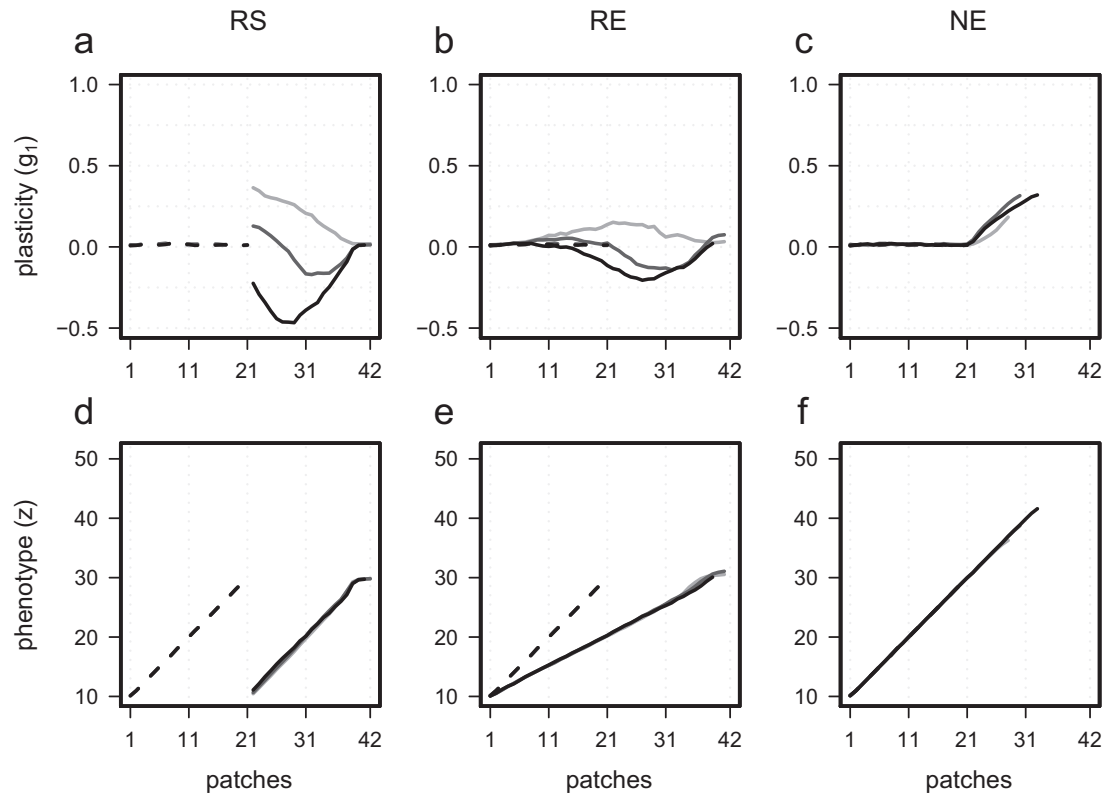 RS RE NE
a b c
plasticity (g₁)
1.0 1.0 1.0
0.5 0.5 0.5
0.0 0.0 0.0
−0.5 −0.5 −0.5
1 11 21 31 42 1 11 21 31 42 1 11 21 31 42
d e f
phenotype (z)
50 50 50
40 40 40
30 30 30
20 20 20
10 10 10
1 11 21 31 42 1 11 21 31 42 1 11 21 31 42
patches patches patches